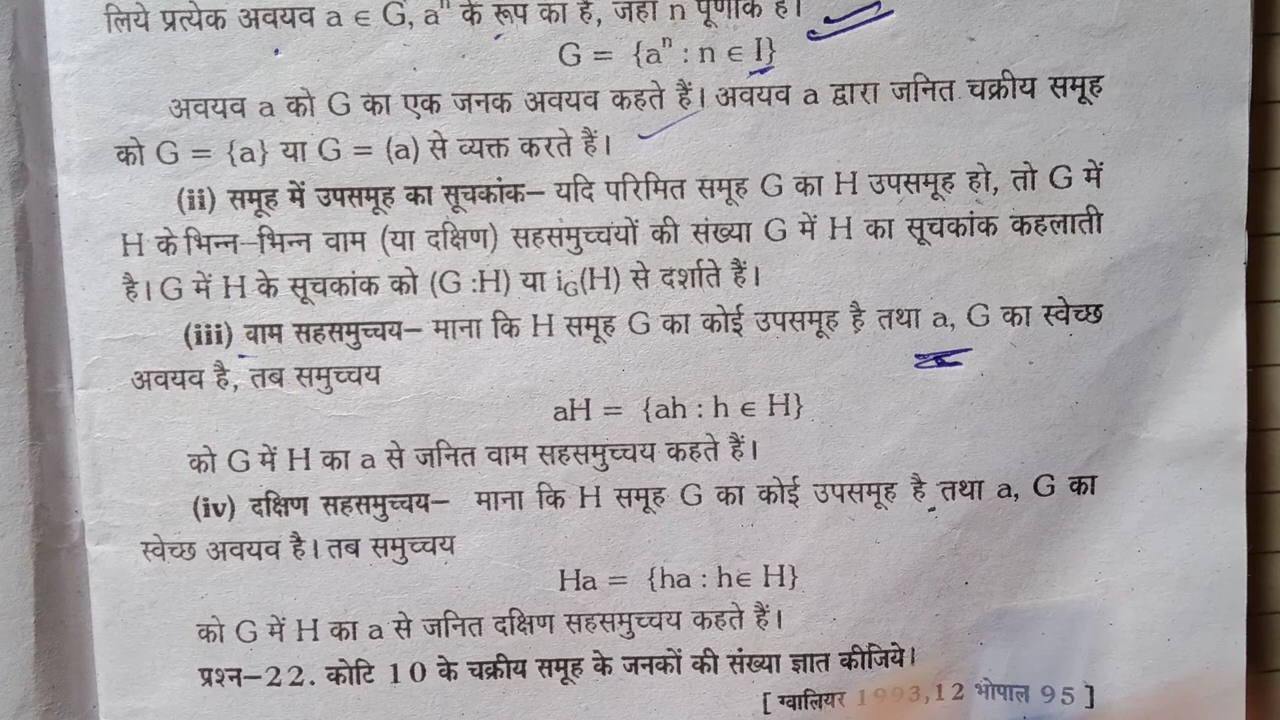 लिये प्रत्येक अवयव a ∈ G, aⁿ के रूप का है, जहाँ n पूर्णांक है।
G = {aⁿ : n ∈ I}
अवयव a को G का एक जनक अवयव कहते हैं। अवयव a द्वारा जनित चक्रीय समूह
को G = {a} या G = (a) से व्यक्त करते हैं।
(ii) समूह में उपसमूह का सूचकांक– यदि परिमित समूह G का H उपसमूह हो, तो G में
H के भिन्न–भिन्न वाम (या दक्षिण) सहसमुच्चयों की संख्या G में H का सूचकांक कहलाती
है। G में H के सूचकांक को (G :H) या i_G(H) से दर्शाते हैं।
(iii) वाम सहसमुच्चय– माना कि H समूह G का कोई उपसमूह है तथा a, G का स्वेच्छ
अवयव है, तब समुच्चय
aH = {ah : h ∈ H}
को G में H का a से जनित वाम सहसमुच्चय कहते हैं।
(iv) दक्षिण सहसमुच्चय– माना कि H समूह G का कोई उपसमूह है तथा a, G का
स्वेच्छ अवयव है। तब समुच्चय
Ha = {ha : h∈ H}
को G में H का a से जनित दक्षिण सहसमुच्चय कहते हैं।
प्रश्न–22. कोटि 10 के चक्रीय समूह के जनकों की संख्या ज्ञात कीजिये।
[ ग्वालियर 1993,12 भोपाल 95 ]